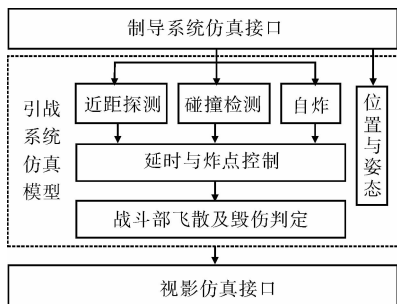 制导系统仿真接口
引战系统仿真模型
近距探测
碰撞检测
自炸
位置与姿态
延时与炸点控制
战斗部飞散及毁伤判定
视影仿真接口